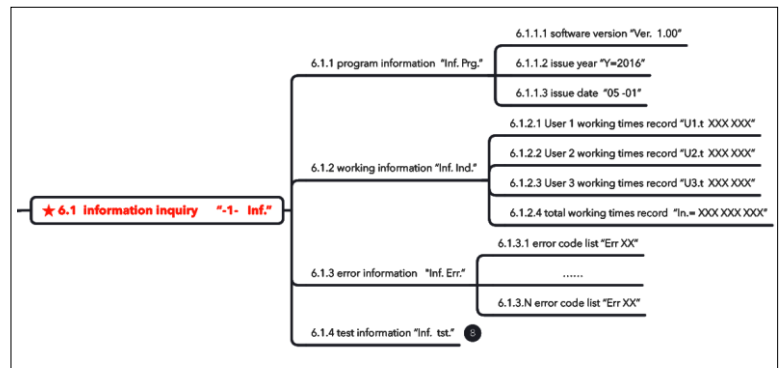 6.1.1.1 software version "Ver. 1.00"
6.1.1 program information "Inf. Prg."
6.1.1.2 issue year "Y=2016"
6.1.1.3 issue date "05 -01"
6.1.2.1 User 1 working times record "U1.t XXX XXX"
6.1.2.2 User 2 working times record "U2.t XXX XXX"
6.1.2 working information "Inf. Ind."
6.1.2.3 User 3 working times record "U3.t XXX XXX"
★ 6.1 information inquiry "-1- Inf."
6.1.2.4 total working times record "In.= XXX XXX XXX"
6.1.3.1 error code list "Err XX"
6.1.3 error information "Inf. Err."
......
6.1.3.N error code list "Err XX"
6.1.4 test information "Inf. tst." 8